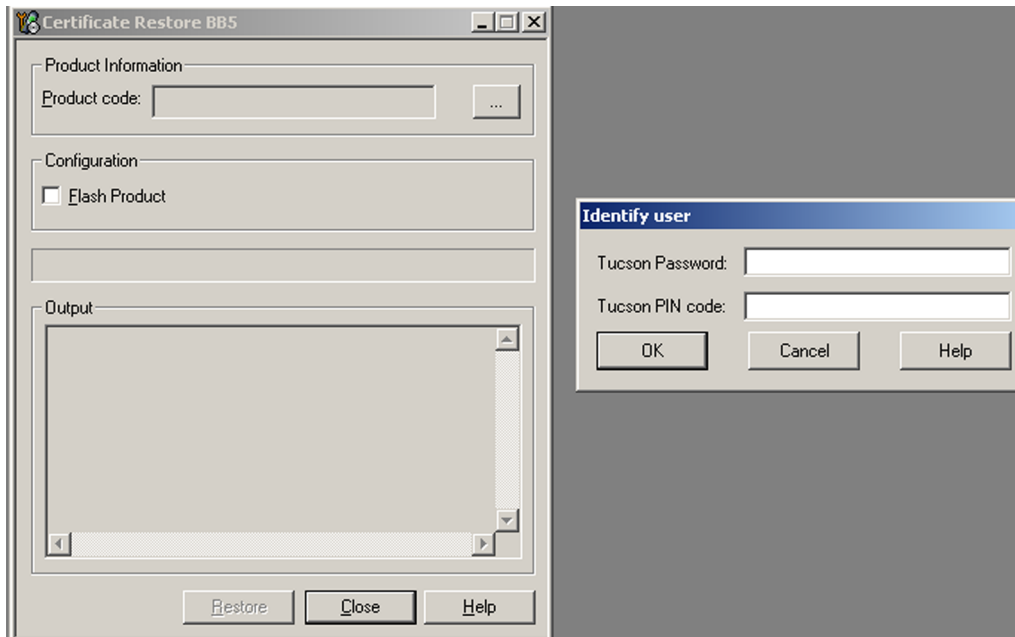 Certificate Restore BB5
Product Information
Product code:
...
Configuration
Flash Product
Output
Restore
Close
Help
Identify user
Tucson Password:
Tucson PIN code:
OK
Cancel
Help